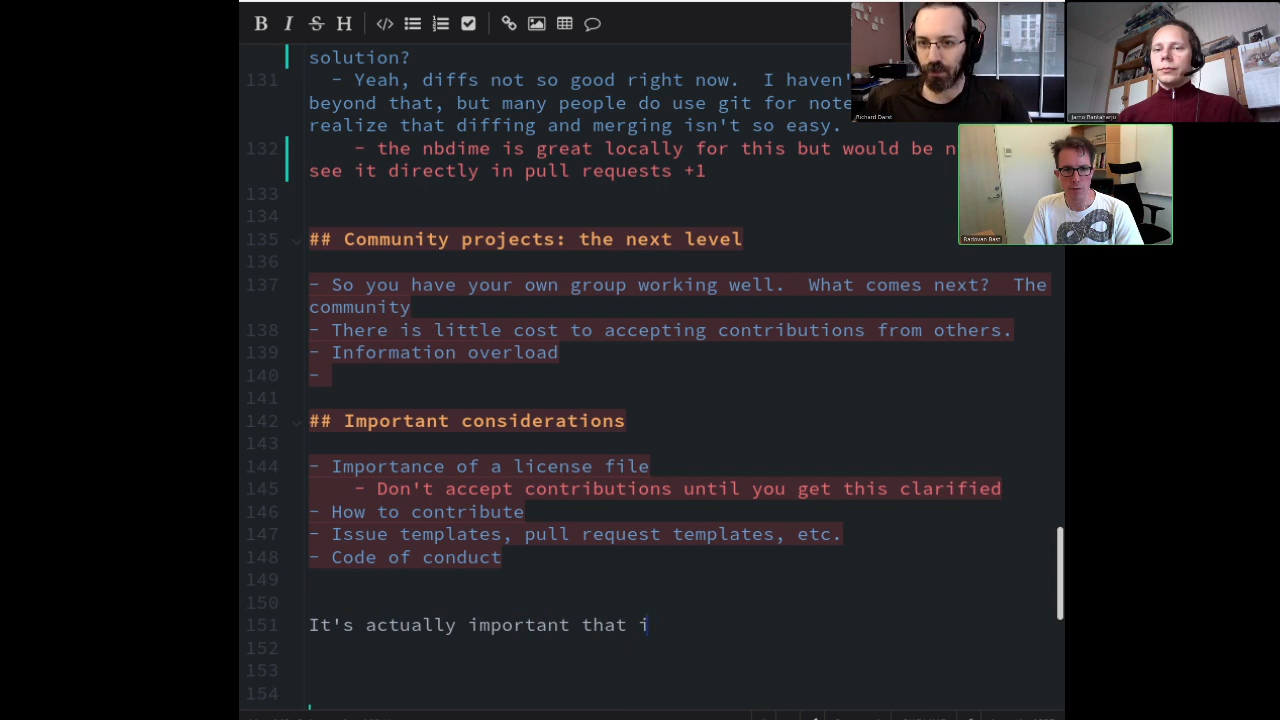 B I S H
solution?
131 - Yeah, diffs not so good right now. I haven'
beyond that, but many people do use git for note
realize that diffing and merging isn't so easy.
132 - the nbdime is great locally for this but would be n
see it directly in pull requests +1
133
134
135 ## Community projects: the next level
136
137 - So you have your own group working well. What comes next? The
community
138 - There is little cost to accepting contributions from others.
139 - Information overload
140 -
141
142 ## Important considerations
143
144 - Importance of a license file
145 - Don't accept contributions until you get this clarified
146 - How to contribute
147 - Issue templates, pull request templates, etc.
148 - Code of conduct
149
150
151 It's actually important that i
152
153
154
Richard Darst
Jarno Rantaharju
Radovan Bast